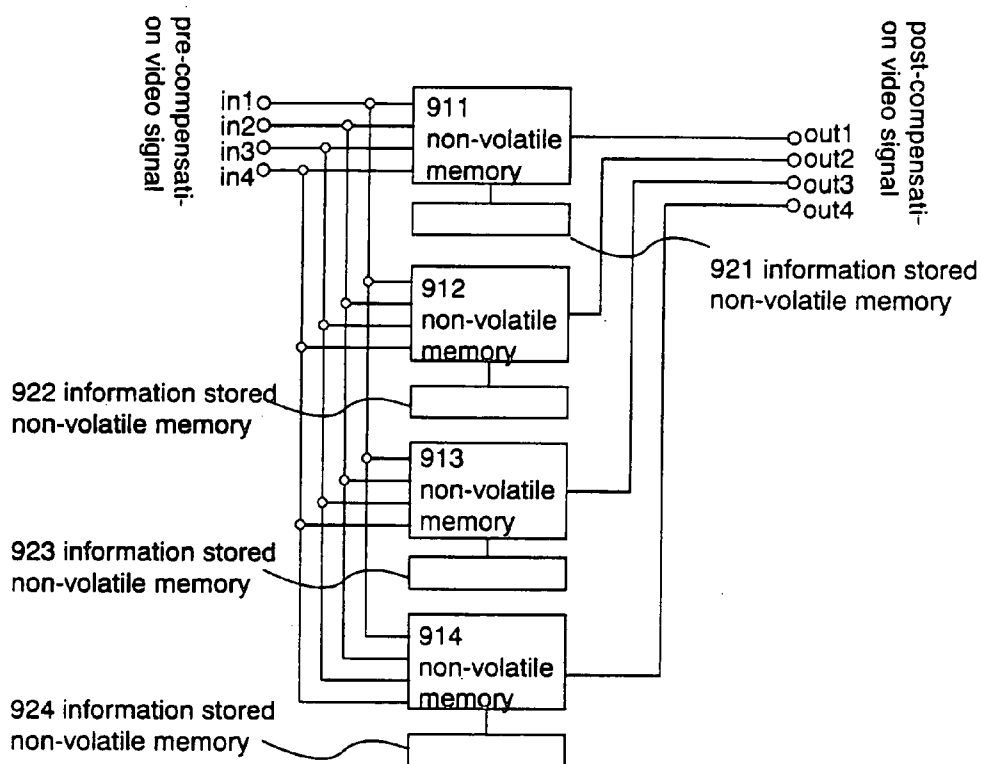 pre-compensati-
on video signal
post-compensati-
on video signal
in1
in2
in3
in4
911
non-volatile
memory
out1
out2
out3
out4
921 information stored
non-volatile memory
912
non-volatile
memory
922 information stored
non-volatile memory
913
non-volatile
memory
923 information stored
non-volatile memory
914
non-volatile
memory
924 information stored
non-volatile memory